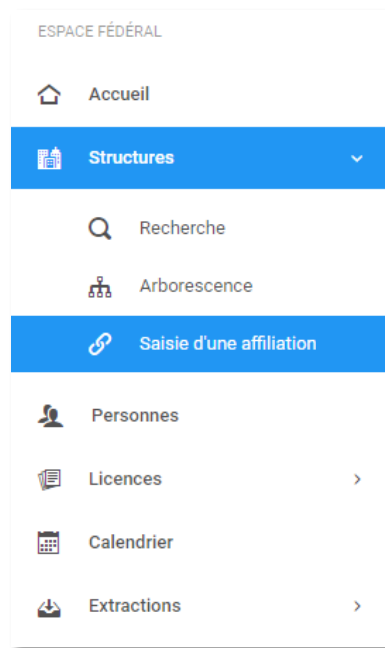 ESPACE FÉDÉRAL
Accueil
Structures
Recherche
Arborescence
Saisie d'une affiliation
Personnes
Licences
Calendrier
Extractions